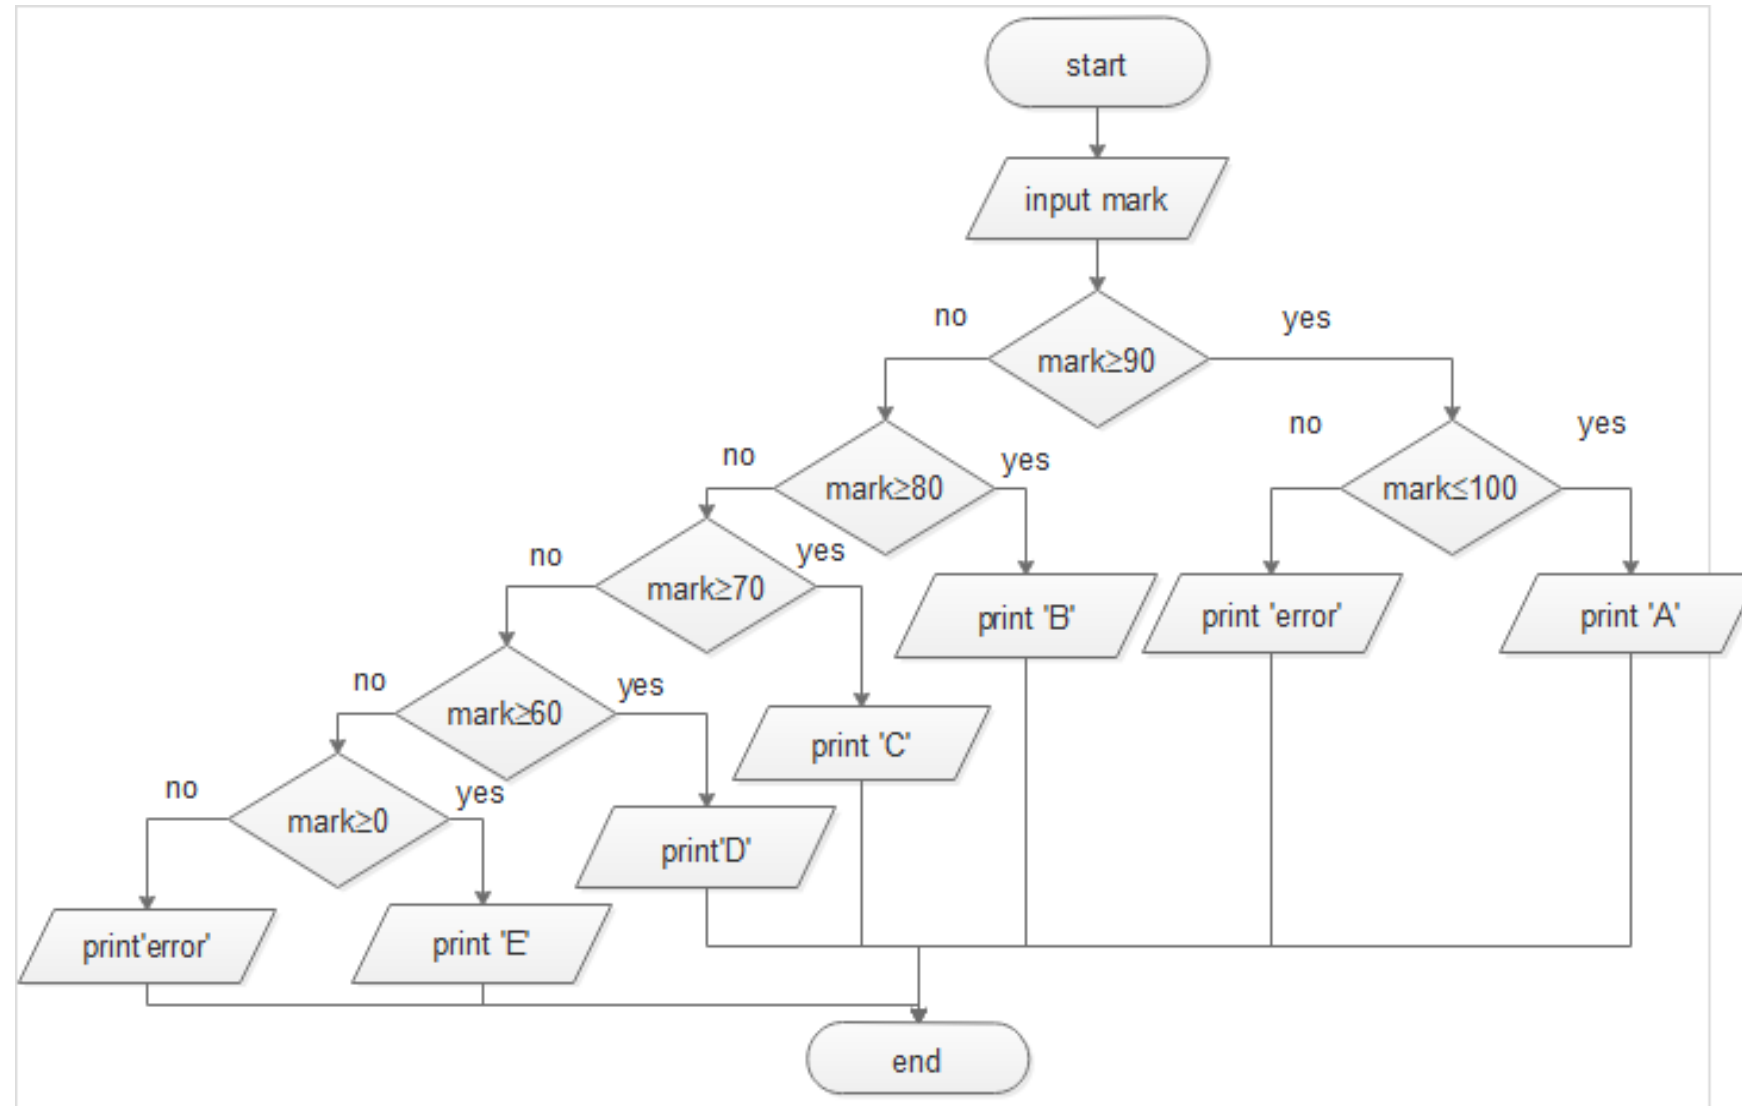 start
input mark
no
yes
mark≥90
no
yes
no
yes
mark≥80
mark≤100
no
yes
mark≥70
print 'B'
print 'error'
print 'A'
no
yes
mark≥60
print 'C'
no
yes
mark≥0
print'D'
print'error'
print 'E'
end